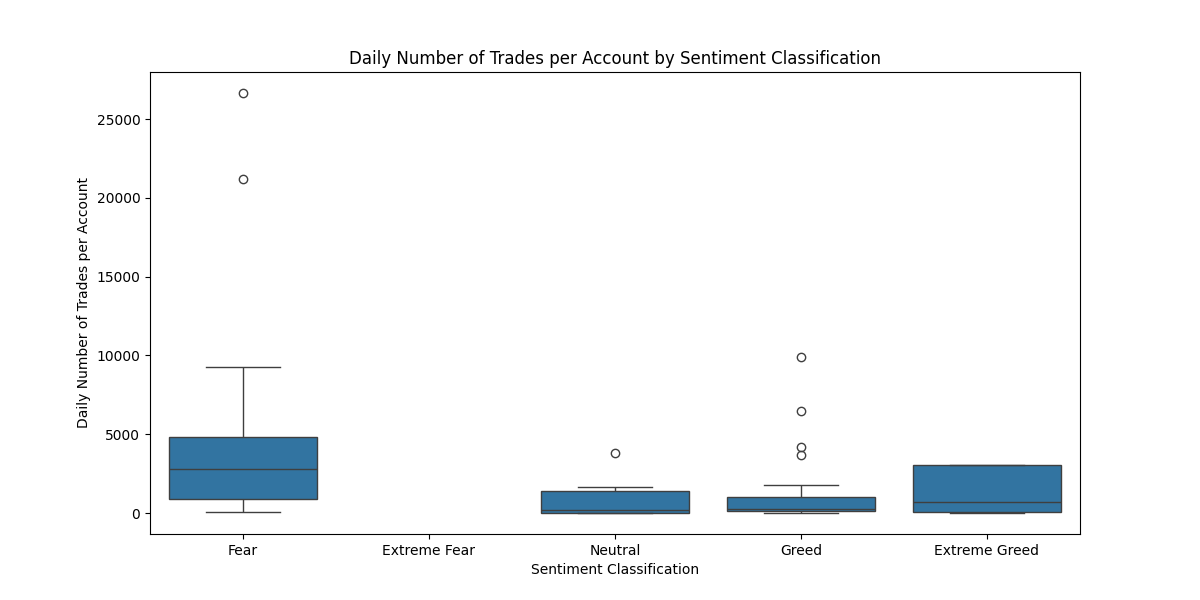 Daily Number of Trades per Account by Sentiment Classification
Daily Number of Trades per Account
25000
20000
15000
10000
5000
0
Fear
Extreme Fear
Neutral
Greed
Extreme Greed
Sentiment Classification